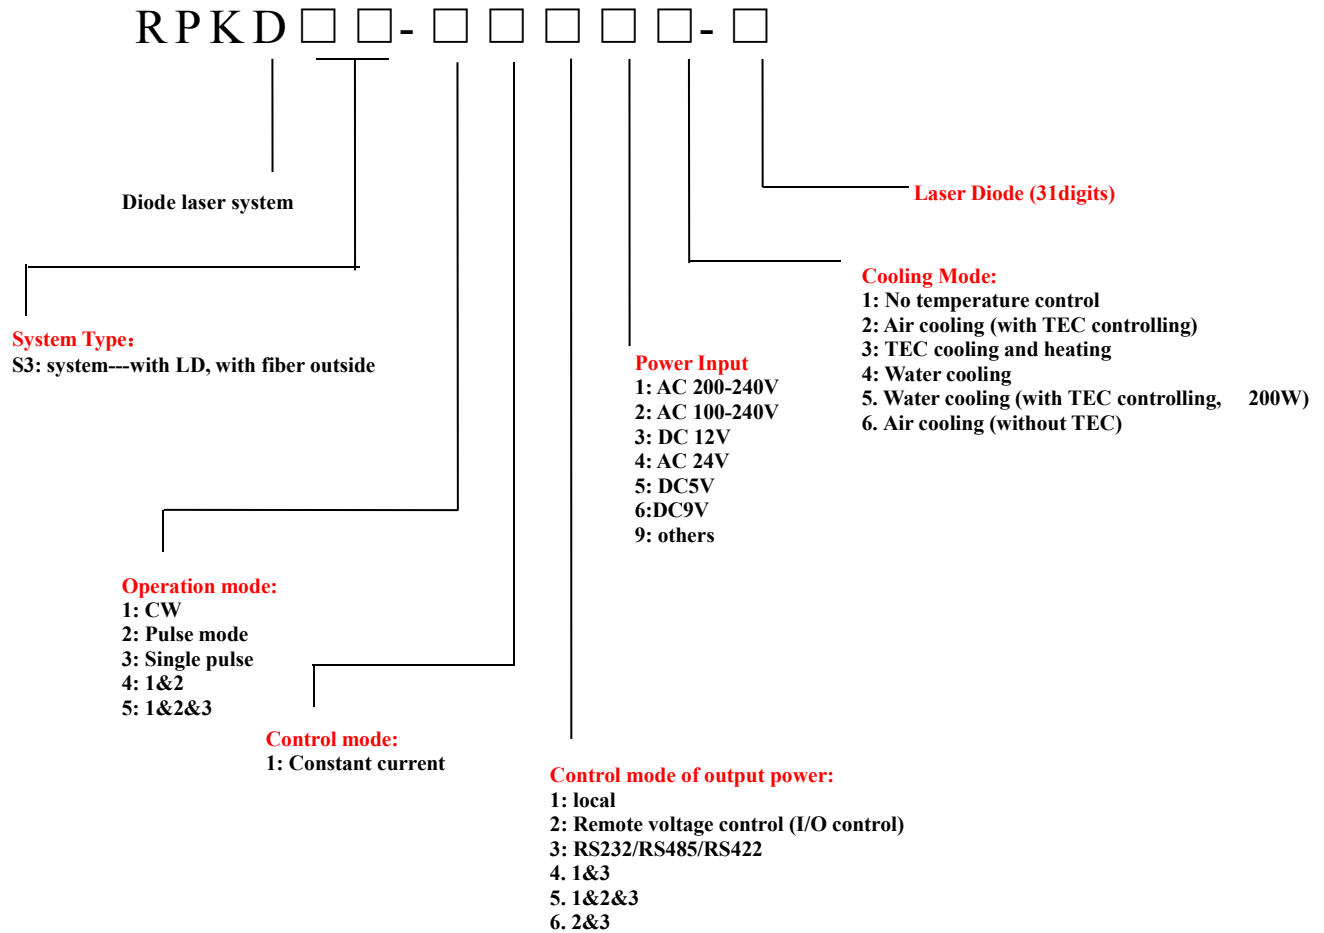 RPKD□□-□□□□□-□
Diode laser system
Laser Diode (31digits)
System Type：
S3: system---with LD, with fiber outside
Cooling Mode:
1: No temperature control
2: Air cooling (with TEC controlling)
3: TEC cooling and heating
4: Water cooling
5. Water cooling (with TEC controlling, 200W)
6. Air cooling (without TEC)
Power Input
1: AC 200-240V
2: AC 100-240V
3: DC 12V
4: AC 24V
5: DC5V
6:DC9V
9: others
Operation mode:
1: CW
2: Pulse mode
3: Single pulse
4: 1&2
5: 1&2&3
Control mode:
1: Constant current
Control mode of output power:
1: local
2: Remote voltage control (I/O control)
3: RS232/RS485/RS422
4. 1&3
5. 1&2&3
6. 2&3